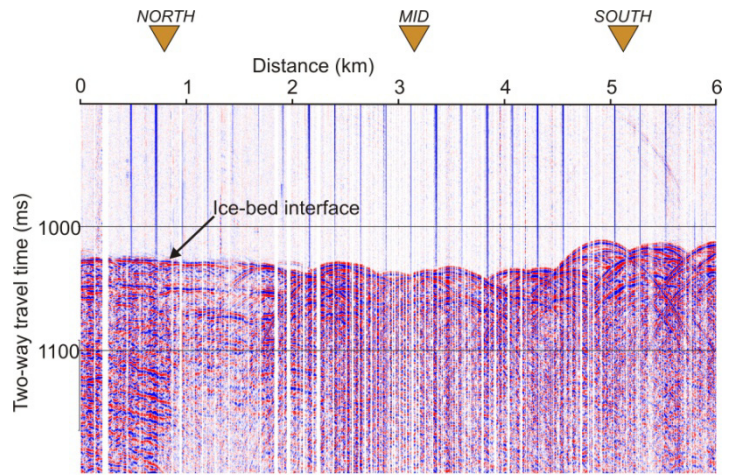 NORTH MID SOUTH
Distance (km)
0 1 2 3 4 5 6
Ice-bed interface
Two-way travel time (ms)
1000
1100